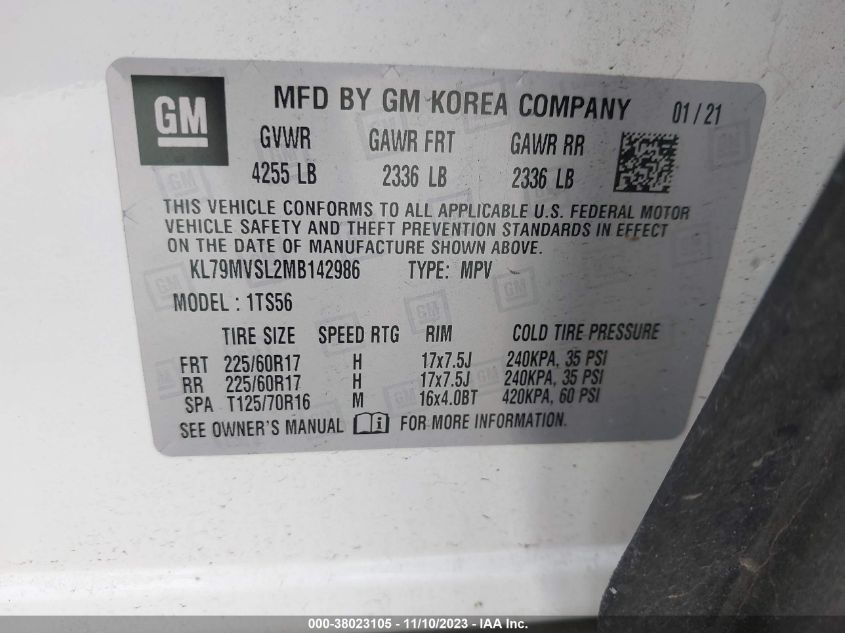 GM
MFD BY GM KOREA COMPANY 01/21
GVWR GAWR FRT GAWR RR
4255 LB 2336 LB 2336 LB
THIS VEHICLE CONFORMS TO ALL APPLICABLE U.S. FEDERAL MOTOR
VEHICLE SAFETY AND THEFT PREVENTION STANDARDS IN EFFECT
ON THE DATE OF MANUFACTURE SHOWN ABOVE.
KL79MVSL2MB142986 TYPE: MPV
MODEL : 1TS56
TIRE SIZE SPEED RTG RIM COLD TIRE PRESSURE
FRT 225/60R17 H 17x7.5J 240KPA, 35 PSI
RR 225/60R17 H 17x7.5J 240KPA, 35 PSI
SPA T125/70R16 M 16x4.0BT 420KPA, 60 PSI
SEE OWNER'S MANUAL FOR MORE INFORMATION.
000-38023105 - 11/10/2023 - IAA Inc.